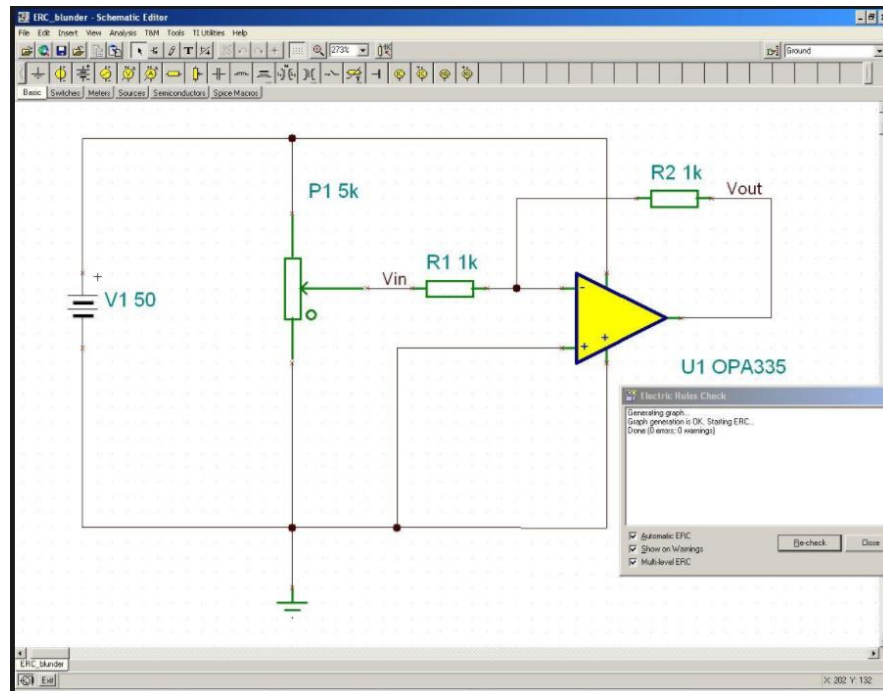 ERC_blunder - Schematic Editor
File Edit Insert View Analysis T&M Tools TI Utilities Help
273%
Ground
Basic Switches Meters Sources Semiconductors Spice Macros
R2 1k
Vout
P1 5k
R1 1k
Vin
+
V1 50
-
+ +
U1 OPA335
Electric Rules Check
Generating graph...
Graph generation is OK. Starting ERC...
Done (0 errors; 0 warnings)
Automatic ERC
Show on Warnings
Multi-level ERC
Re-check Close
ERC_blunder
Exit X: 202 Y: 132